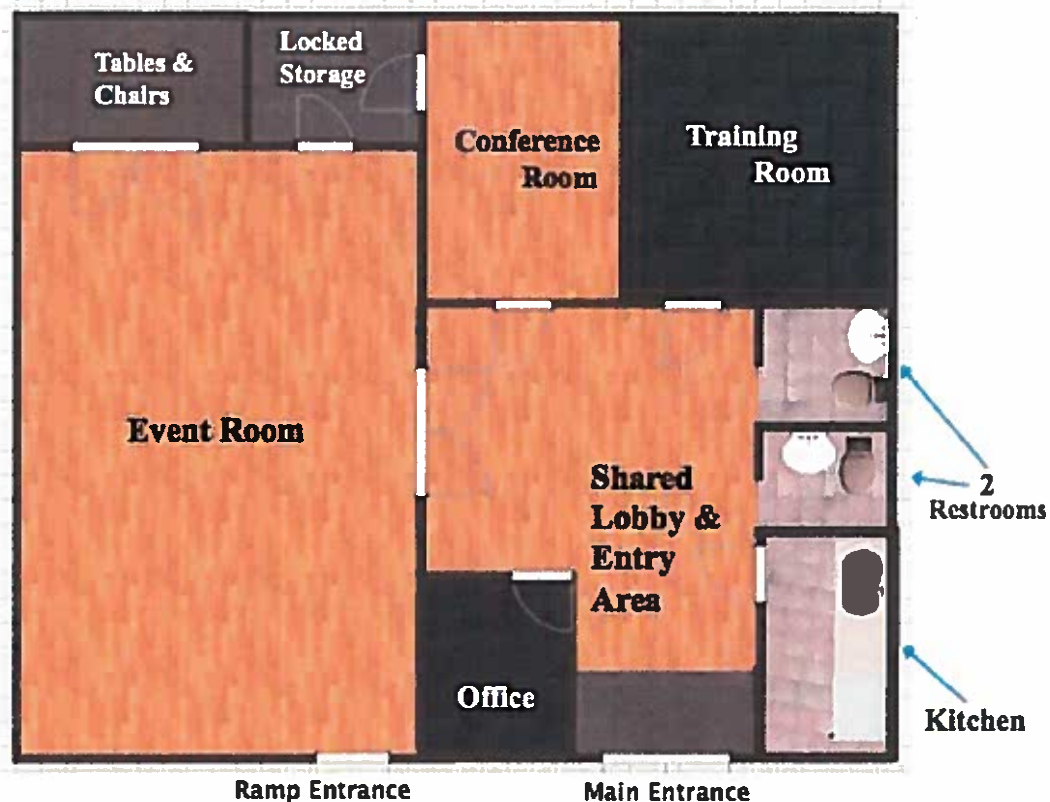 Tables &
Chairs
Locked
Storage
Conference
Room
Training
Room
Event Room
Shared
Lobby &
Entry
Area
2
Restrooms
Office
Kitchen
Ramp Entrance
Main Entrance